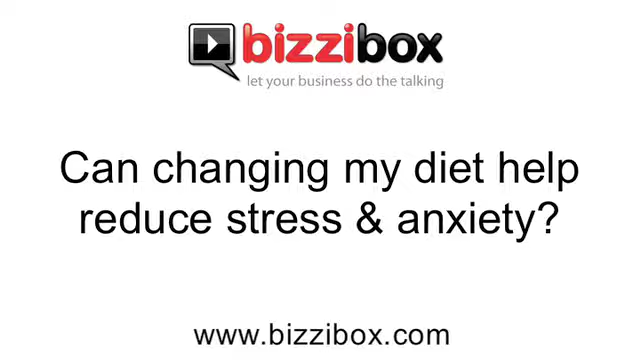 bizzibox
let your business do the talking
Can changing my diet help
reduce stress & anxiety?
www.bizzibox.com